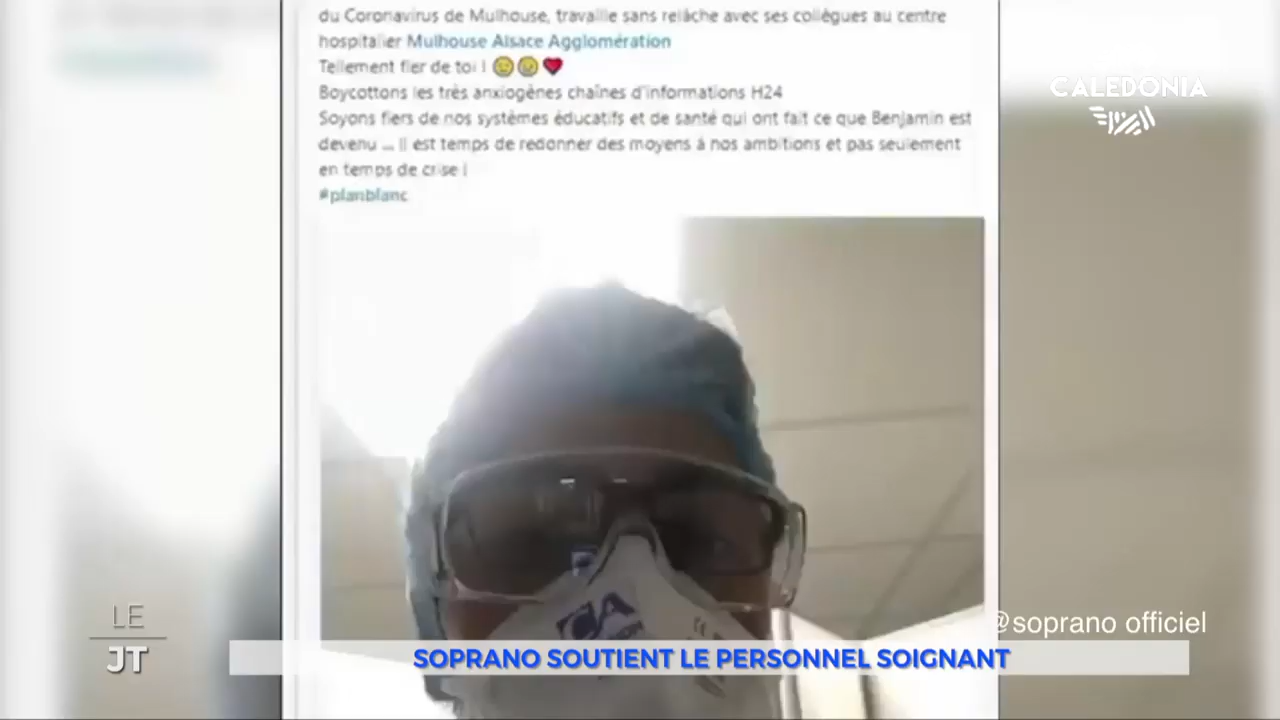 du Coronavirus de Mulhouse, travaille sans relâche avec ses collègues au centre
hospitalier Mulhouse Alsace Agglomération
Tellement fier de toi !
Boycottons les très anxiogènes chaînes d'informations H24
Soyons fiers de nos systèmes éducatifs et de santé qui ont fait ce que Benjamin est
devenu ... Il est temps de redonner des moyens à nos ambitions et pas seulement
en temps de crise !
#planblanc
CALEDONIA
@soprano officiel
LE
JT
SOPRANO SOUTIENT LE PERSONNEL SOIGNANT